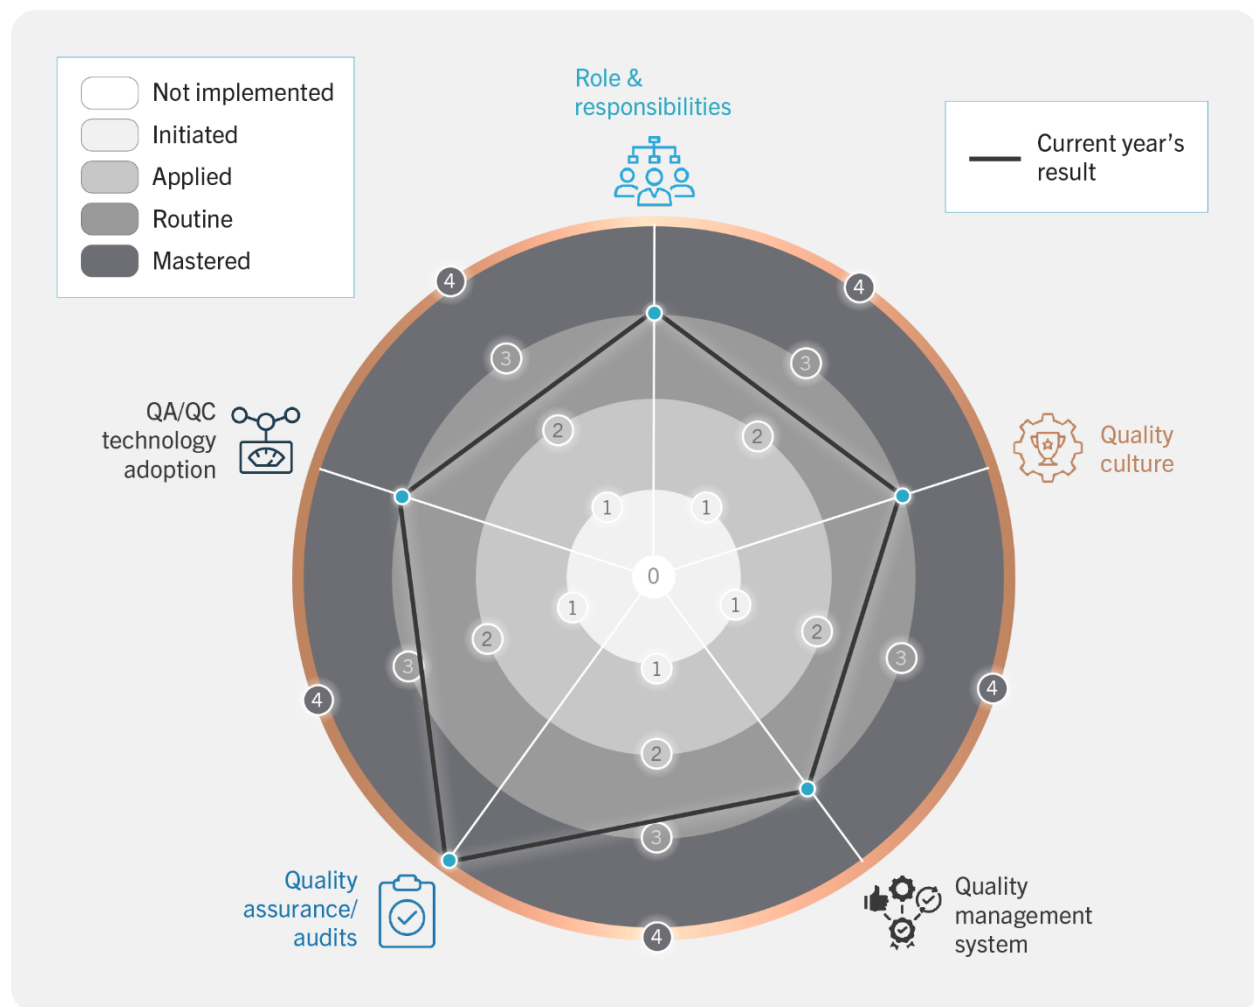 Not implemented
Initiated
Applied
Routine
Mastered
Role &
responsibilities
Current year's
result
4
4
3
3
QA/QC
technology
adoption
2
2
Quality
culture
1
1
0
1
1
2
2
3
3
1
4
4
2
3
Quality
assurance/
audits
Quality
management
system
4